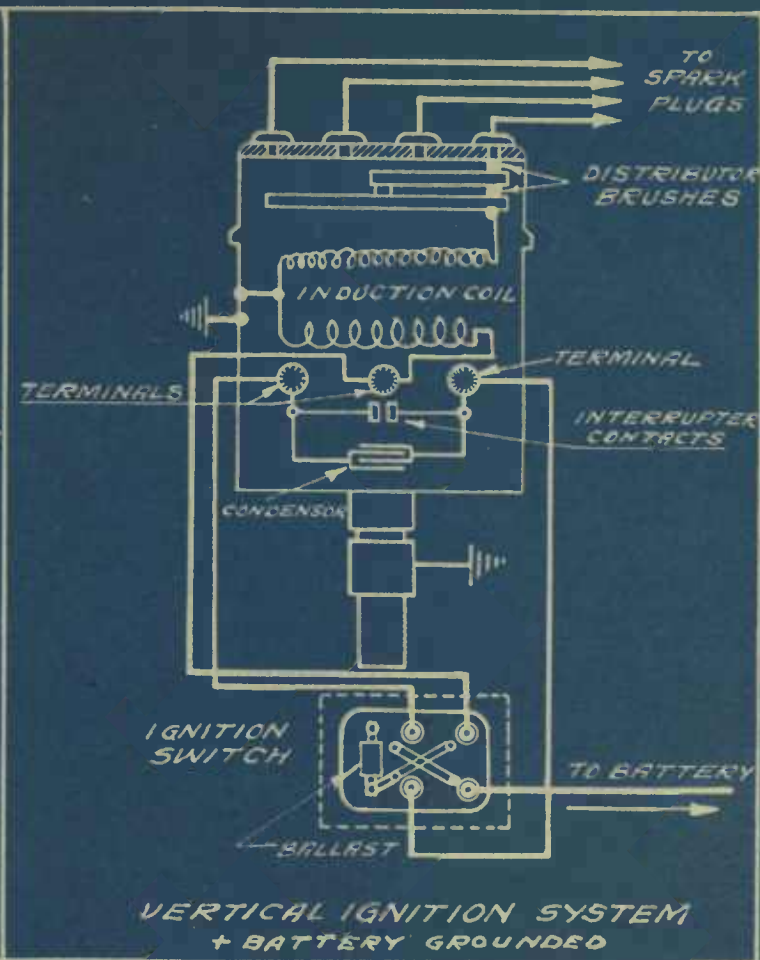 TO
SPARK
PLUGS
DISTRIBUTOR
BRUSHES
INDUCTION COIL
TERMINALS
TERMINAL
INTERRUPTER
CONTACTS
CONDENSOR
IGNITION
SWITCH
TO BATTERY
BALLAST
VERTICAL IGNITION SYSTEM
+ BATTERY GROUNDED